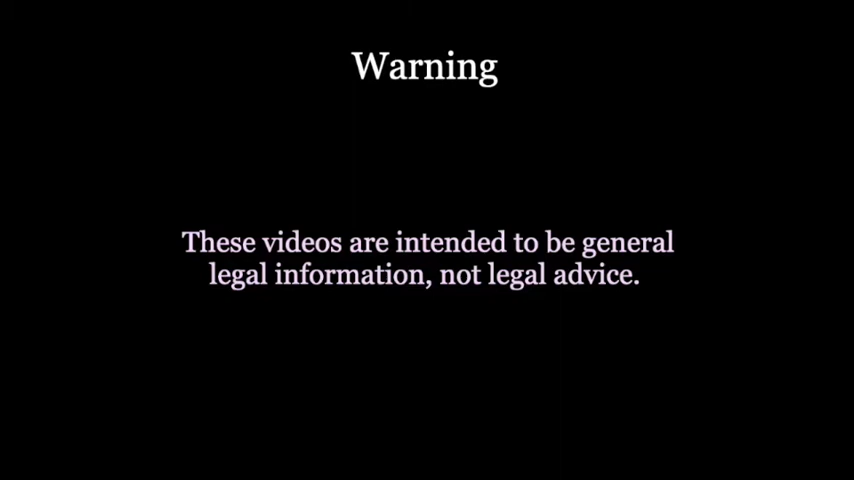 Warning
These videos are intended to be general
legal information, not legal advice.